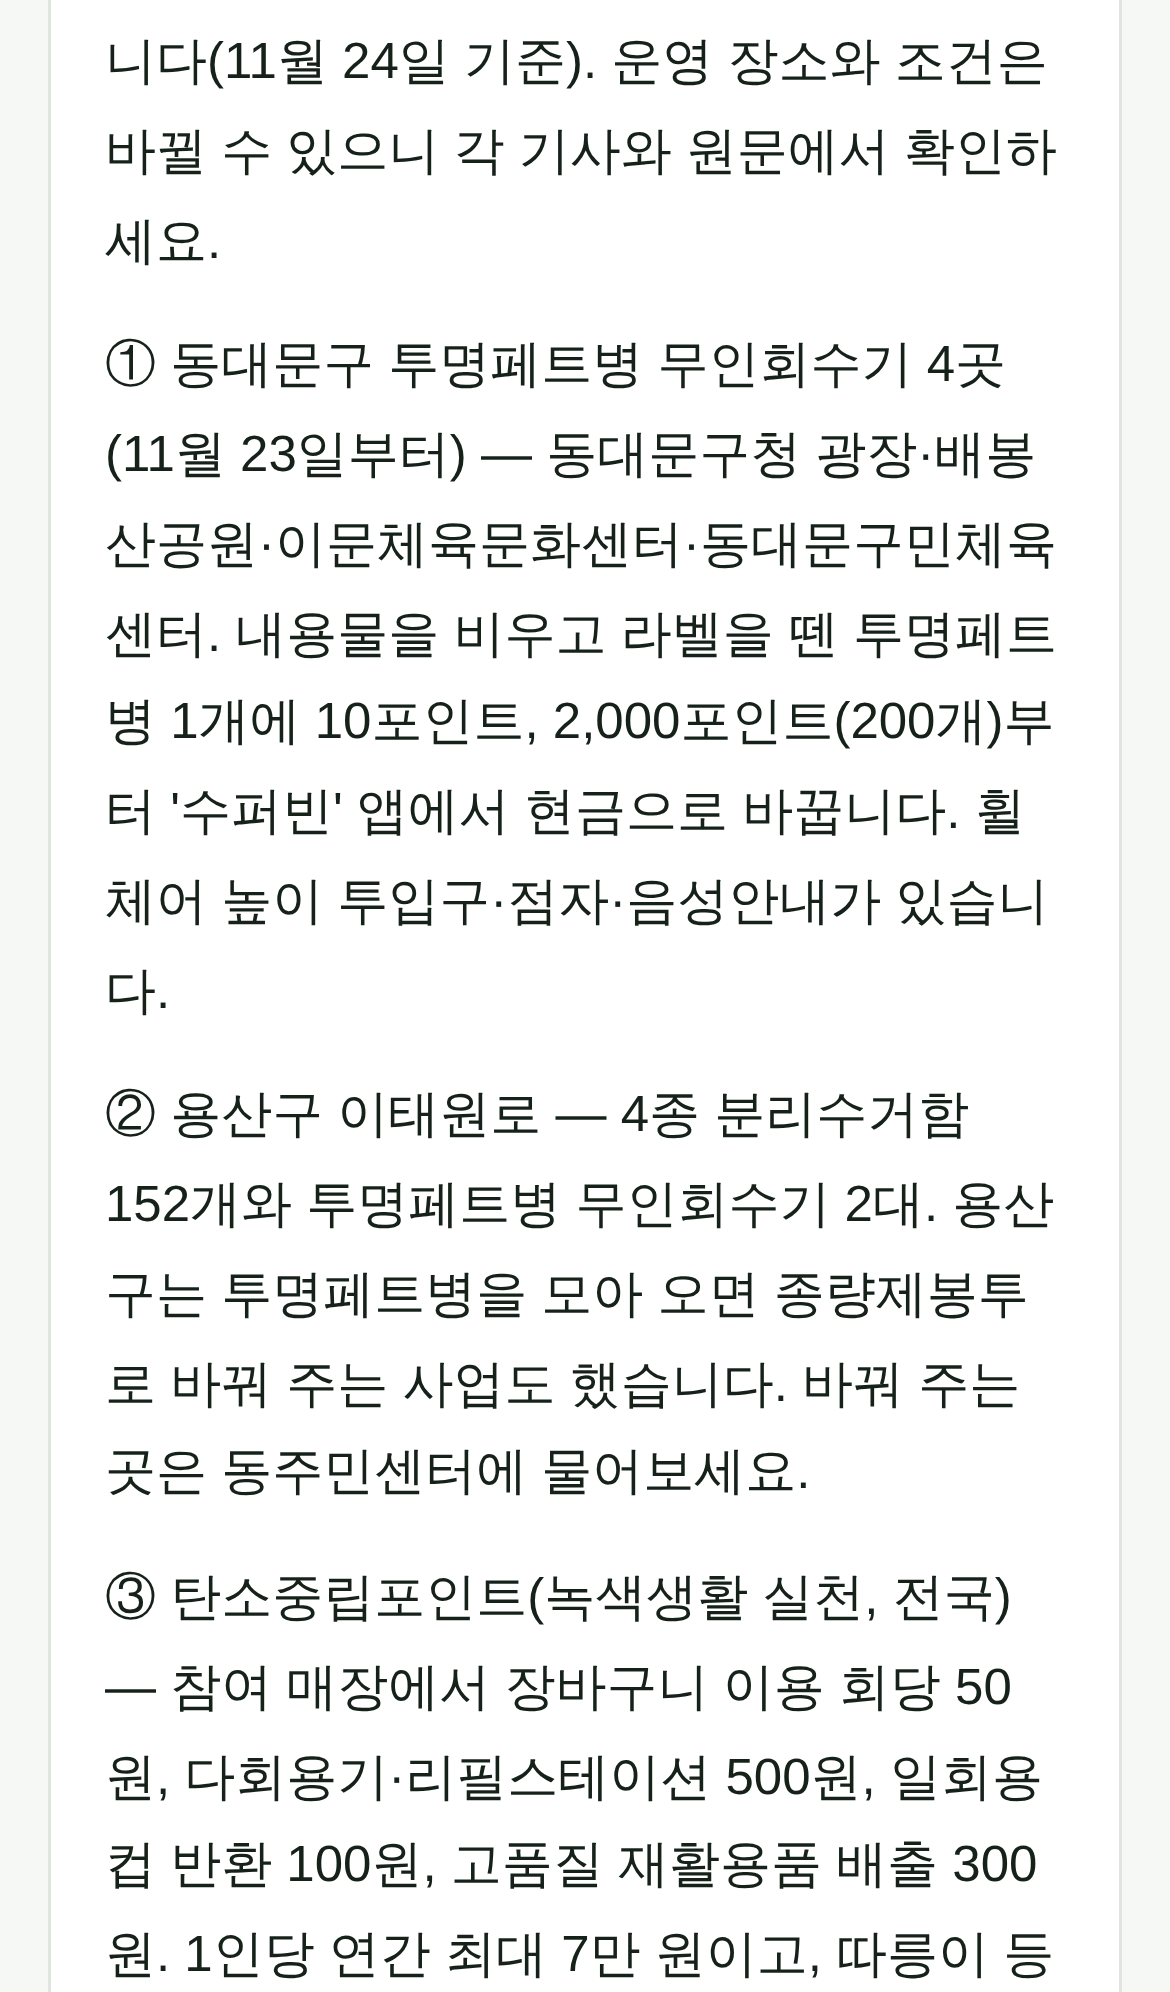 니다(11월 24일 기준). 운영 장소와 조건은
바뀔 수 있으니 각 기사와 원문에서 확인하
세요.
① 동대문구 투명페트병 무인회수기 4곳
(11월 23일부터) — 동대문구청 광장·배봉
산공원·이문체육문화센터·동대문구민체육
센터. 내용물을 비우고 라벨을 뗀 투명페트
병 1개에 10포인트, 2,000포인트(200개)부
터 '수퍼빈' 앱에서 현금으로 바꿉니다. 휠
체어 높이 투입구·점자·음성안내가 있습니
다.
② 용산구 이태원로 — 4종 분리수거함
152개와 투명페트병 무인회수기 2대. 용산
구는 투명페트병을 모아 오면 종량제봉투
로 바꿔 주는 사업도 했습니다. 바꿔 주는
곳은 동주민센터에 물어보세요.
③ 탄소중립포인트(녹색생활 실천, 전국)
— 참여 매장에서 장바구니 이용 회당 50
원, 다회용기·리필스테이션 500원, 일회용
컵 반환 100원, 고품질 재활용품 배출 300
원. 1인당 연간 최대 7만 원이고, 따릉이 등